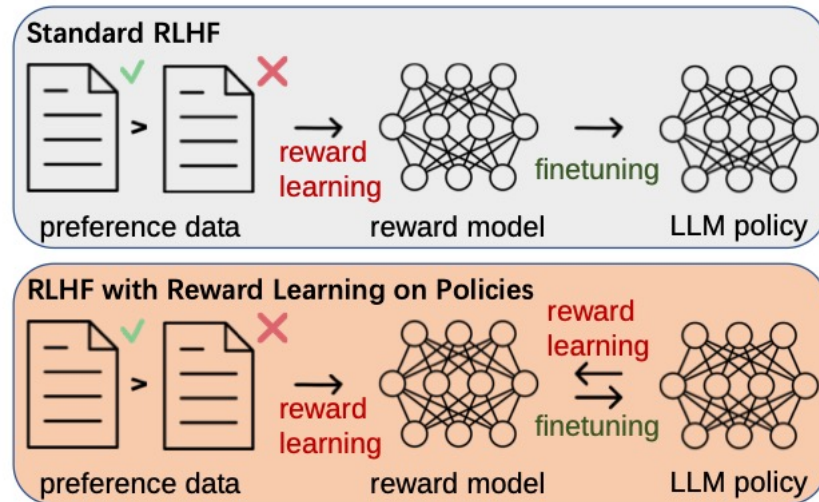 Standard RLHF
>
reward
learning
finetuning
preference data
reward model
LLM policy
RLHF with Reward Learning on Policies
reward
learning
>
reward
learning
finetuning
preference data
reward model
LLM policy